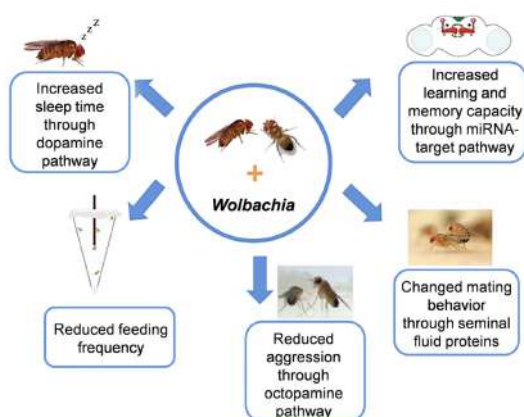 z z z
Increased
sleep time
through
dopamine
pathway
Increased
learning and
memory capacity
through miRNA-
target pathway
+
Wolbachia
Reduced feeding
frequency
Reduced
aggression
through
octopamine
pathway
Changed mating
behavior
through seminal
fluid proteins